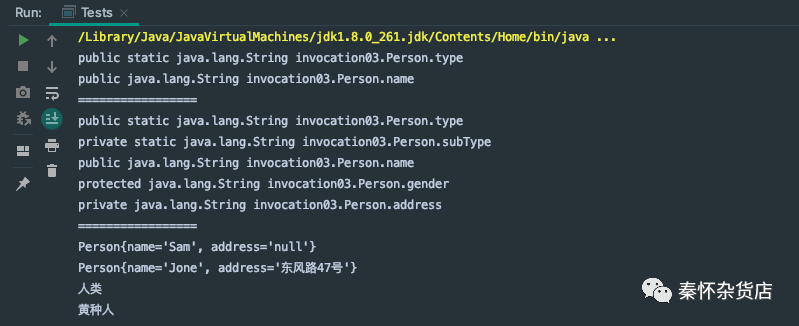 Run: Tests ×
/Library/Java/JavaVirtualMachines/jdk1.8.0_261.jdk/Contents/Home/bin/java ...
public static java.lang.String invocation03.Person.type
public java.lang.String invocation03.Person.name
=================
public static java.lang.String invocation03.Person.type
private static java.lang.String invocation03.Person.subType
public java.lang.String invocation03.Person.name
protected java.lang.String invocation03.Person.gender
private java.lang.String invocation03.Person.address
=================
Person{name='Sam', address='null'}
Person{name='Jone', address='东风路47号'}
人类
黄种人
秦怀杂货店